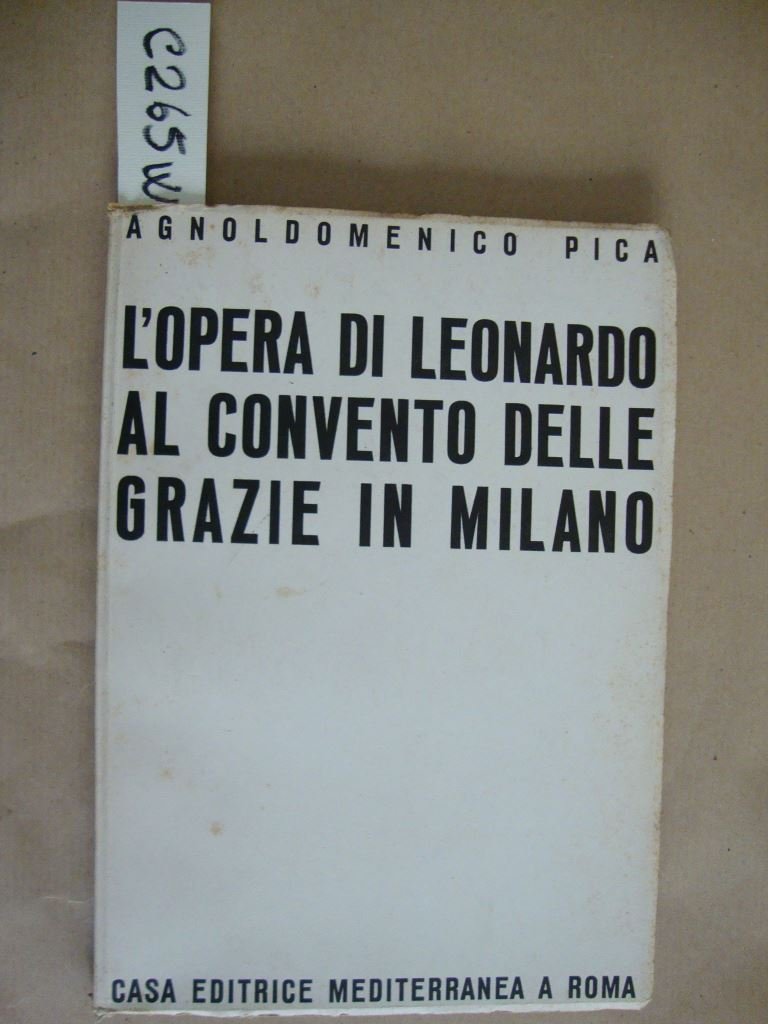 C265W
AGNOLDOMENICO PICA
L'OPERA DI LEONARDO
AL CONVENTO DELLE
GRAZIE IN MILANO
CASA EDITRICE MEDITERRANEA A ROMA